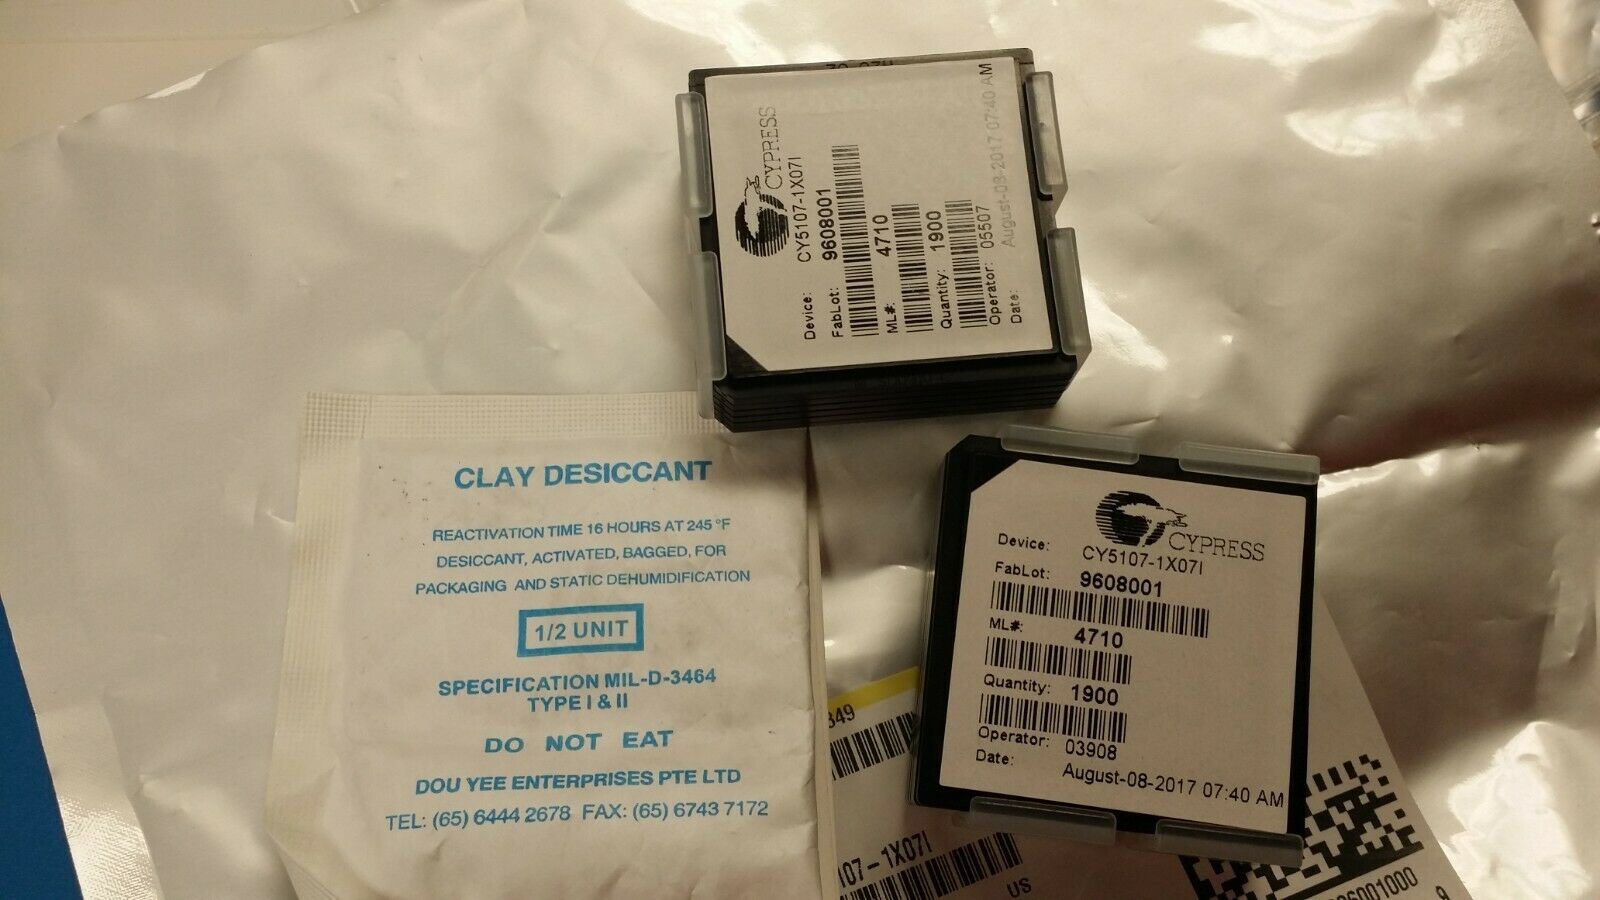 CYPRESS
Device: CY5107-1X07I
FabLot: 9608001
ML#: 4710
Quantity: 1900
Operator: 05507
Date: August-08-2017 07:40 AM
CLAY DESICCANT
REACTIVATION TIME 16 HOURS AT 245 °F
DESICCANT, ACTIVATED, BAGGED, FOR
PACKAGING AND STATIC DEHUMIDIFICATION
1/2 UNIT
SPECIFICATION MIL-D-3464
TYPE I & II
DO NOT EAT
DOU YEE ENTERPRISES PTE LTD
TEL: (65) 6444 2678 FAX: (65) 6743 7172
CYPRESS
Device: CY5107-1X07I
FabLot: 9608001
ML#: 4710
Quantity: 1900
Operator: 03908
Date: August-08-2017 07:40 AM
349
107-1X07I
US